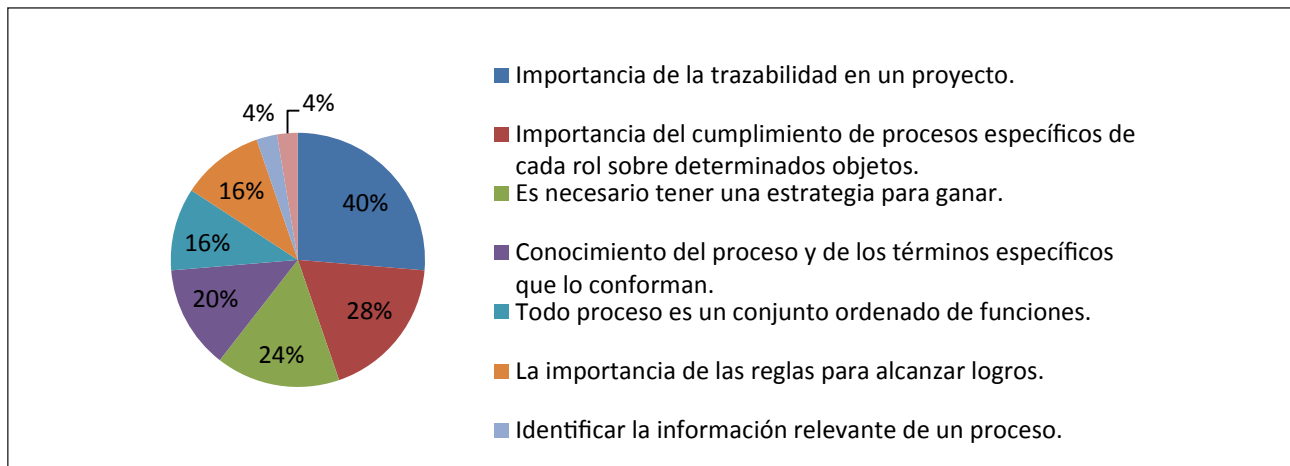 4%
4%
40%
28%
24%
20%
16%
16%
Importancia de la trazabilidad en un proyecto.
Importancia del cumplimiento de procesos específicos de
cada rol sobre determinados objetos.
Es necesario tener una estrategia para ganar.
Conocimiento del proceso y de los términos específicos
que lo conforman.
Todo proceso es un conjunto ordenado de funciones.
La importancia de las reglas para alcanzar logros.
Identificar la información relevante de un proceso.